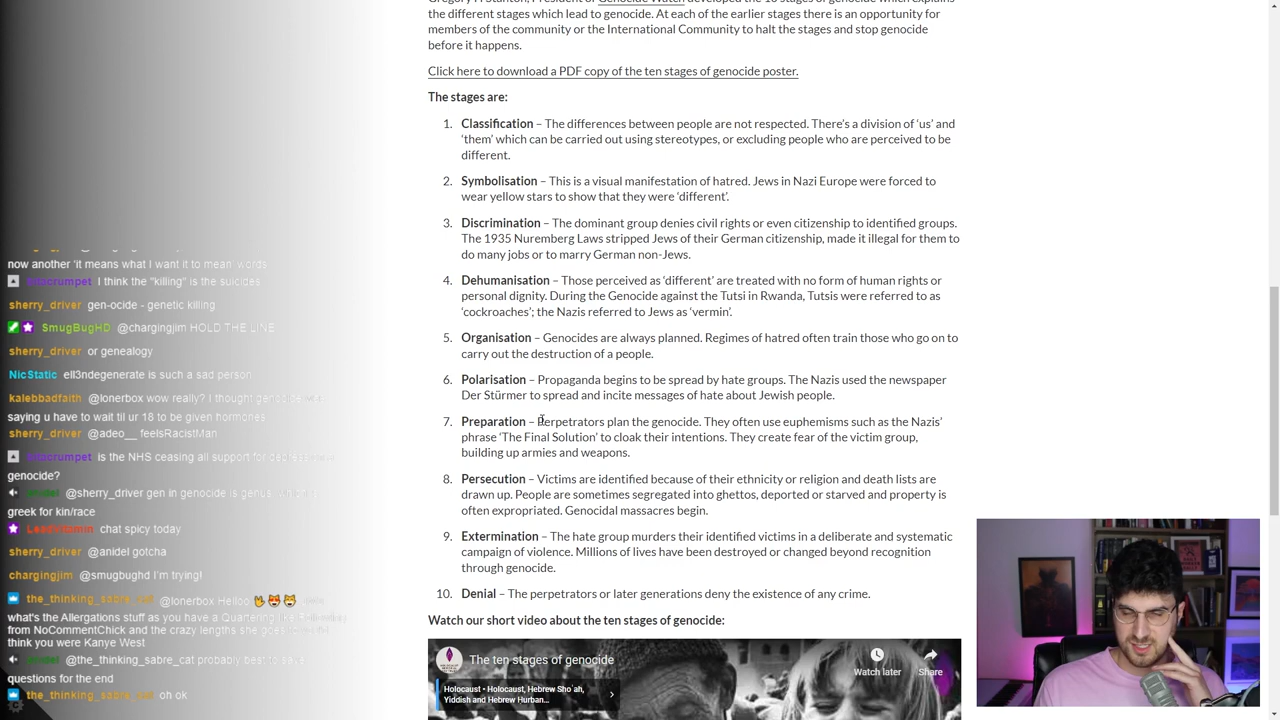 Gregory H Stanton, President of Genocide Watch developed the 10 stages of genocide which explains
the different stages which lead to genocide. At each of the earlier stages there is an opportunity for
members of the community or the International Community to halt the stages and stop genocide
before it happens.
Click here to download a PDF copy of the ten stages of genocide poster.
The stages are:
1. Classification – The differences between people are not respected. There's a division of 'us' and
'them' which can be carried out using stereotypes, or excluding people who are perceived to be
different.
2. Symbolisation – This is a visual manifestation of hatred. Jews in Nazi Europe were forced to
wear yellow stars to show that they were 'different'.
3. Discrimination – The dominant group denies civil rights or even citizenship to identified groups.
The 1935 Nuremberg Laws stripped Jews of their German citizenship, made it illegal for them to
do many jobs or to marry German non-Jews.
4. Dehumanisation – Those perceived as 'different' are treated with no form of human rights or
personal dignity. During the Genocide against the Tutsi in Rwanda, Tutsis were referred to as
'cockroaches'; the Nazis referred to Jews as 'vermin'.
5. Organisation – Genocides are always planned. Regimes of hatred often train those who go on to
carry out the destruction of a people.
6. Polarisation – Propaganda begins to be spread by hate groups. The Nazis used the newspaper
Der Stürmer to spread and incite messages of hate about Jewish people.
7. Preparation – Perpetrators plan the genocide. They often use euphemisms such as the Nazis'
phrase 'The Final Solution' to cloak their intentions. They create fear of the victim group,
building up armies and weapons.
8. Persecution – Victims are identified because of their ethnicity or religion and death lists are
drawn up. People are sometimes segregated into ghettos, deported or starved and property is
often expropriated. Genocidal massacres begin.
9. Extermination – The hate group murders their identified victims in a deliberate and systematic
campaign of violence. Millions of lives have been destroyed or changed beyond recognition
through genocide.
10. Denial – The perpetrators or later generations deny the existence of any crime.
Watch our short video about the ten stages of genocide:
The ten stages of genocide
Watch later
Share
Holocaust • Holocaust, Hebrew Sho'ah,
Yiddish and Hebrew Hurban...
now another 'it means what I want it to mean' words
I think the "killing" is the suicides
sherry_driver gen-ocide - genetic killing
SmugBugHD @chargingjim HOLD THE LINE
sherry_driver or genealogy
NicStatic ell3ndegenerate is such a sad person
kalebbadfaith @lonerbox wow really? I thought
saying u have to wait til ur 18 to be given hormones
sherry_driver @adeo__ feelsRacistMan
is the NHS ceasing all support for
genocide?
@sherry_driver gen in genocide is genus
greek for kin/race
chat spicy today
sherry_driver @anidel gotcha
chargingjim @smugbughd I'm trying!
the_thinking_sabre_cat @lonerbox Helloo
what's the Allergations stuff as you have a Quartering like
from NoCommentChick and the crazy lengths she goes
think you were Kanye West
@the_thinking_sabre_cat probably best to save
questions for the end
the_thinking_sabre_cat oh ok